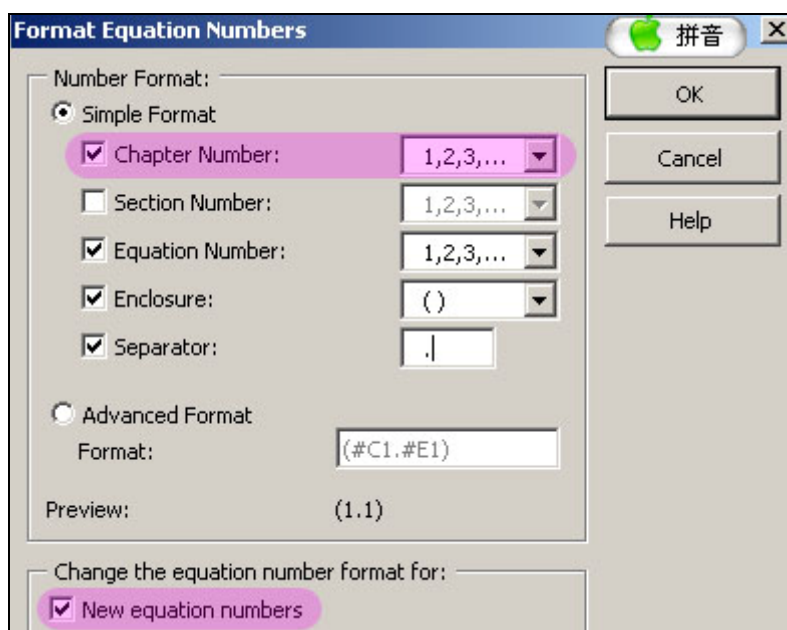 Format Equation Numbers
拼音
Number Format:
OK
Simple Format
Chapter Number: 1,2,3,...
Cancel
Section Number: 1,2,3,...
Help
Equation Number: 1,2,3,...
Enclosure: ()
Separator: .
Advanced Format
Format: (#C1.#E1)
Preview: (1.1)
Change the equation number format for:
New equation numbers